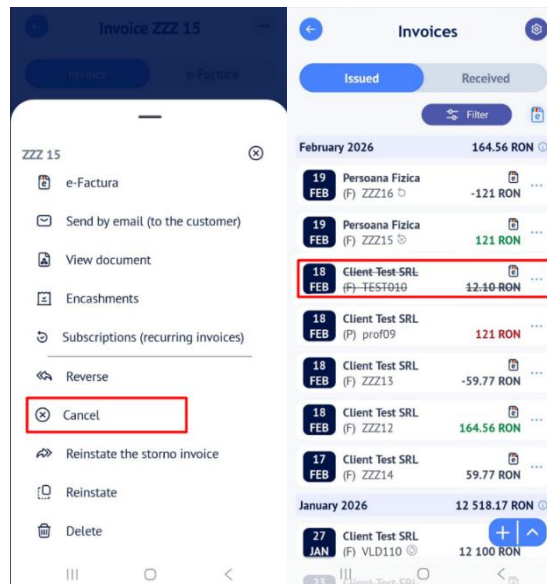 Invoice ZZZ 15
Invoice
e-Factura
ZZZ 15
e-Factura
Send by email (to the customer)
View document
Encashments
Subscriptions (recurring invoices)
Reverse
Cancel
Reinstate the storno invoice
Reinstate
Delete
Invoices
Issued
Received
Filter
February 2026 164.56 RON
19 FEB
Persoana Fizica
(F) ZZZ16 -121 RON
19 FEB
Persoana Fizica
(F) ZZZ15 121 RON
18 FEB
Client Test SRL
(F) TEST010 12.10 RON
18 FEB
Client Test SRL
(P) prof09 121 RON
18 FEB
Client Test SRL
(F) ZZZ13 -59.77 RON
18 FEB
Client Test SRL
(F) ZZZ12 164.56 RON
17 FEB
Client Test SRL
(F) ZZZ14 59.77 RON
January 2026 12 518.17 RON
27 JAN
Client Test SRL
(F) VLD110 12 100 RON
23
Client Test SRL